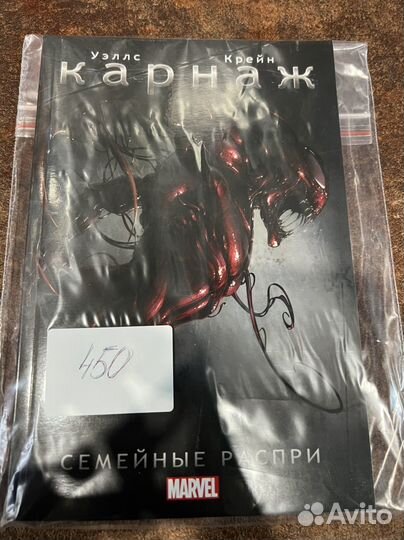 Уэллс Крейн
карнаж
450
СЕМЕЙНЫЕ РАСПРИ
MARVEL
Avito